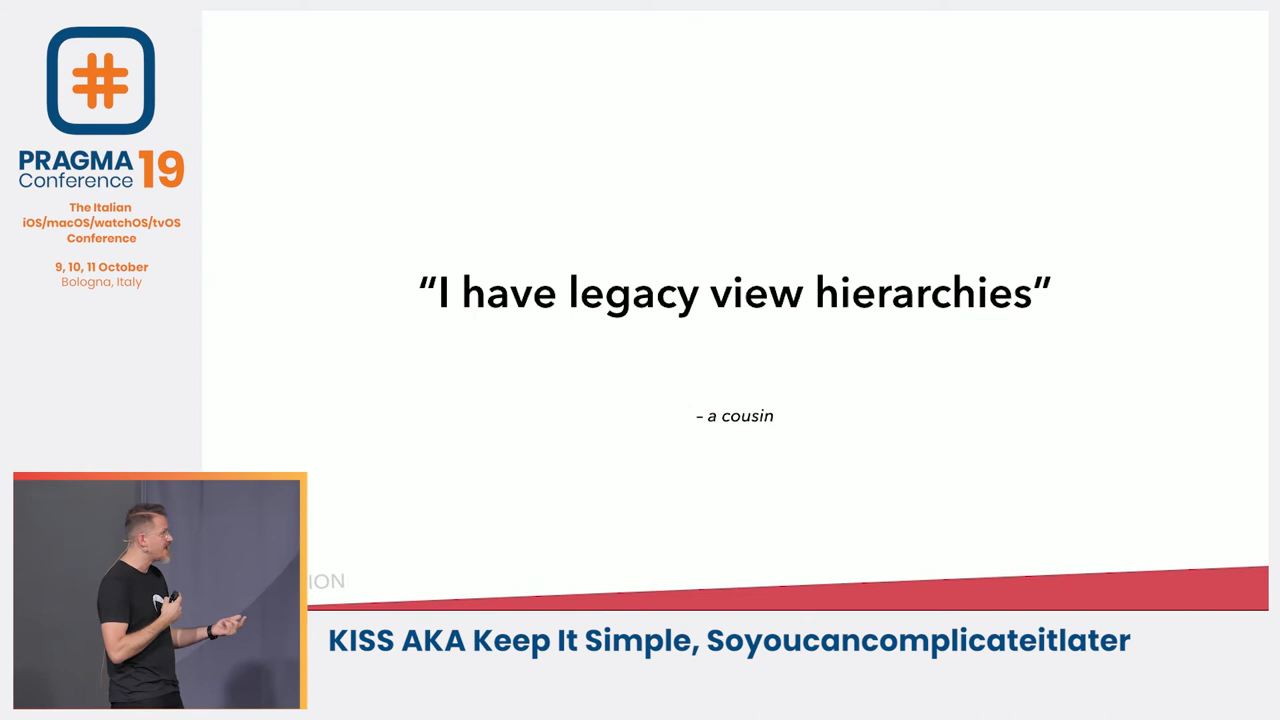 #
PRAGMA 19
Conference
The Italian
iOS/macOS/watchOS/tvOS
Conference
9, 10, 11 October
Bologna, Italy
“I have legacy view hierarchies”
– a cousin
ION
KISS AKA Keep It Simple, Soyoucancomplicateitlater